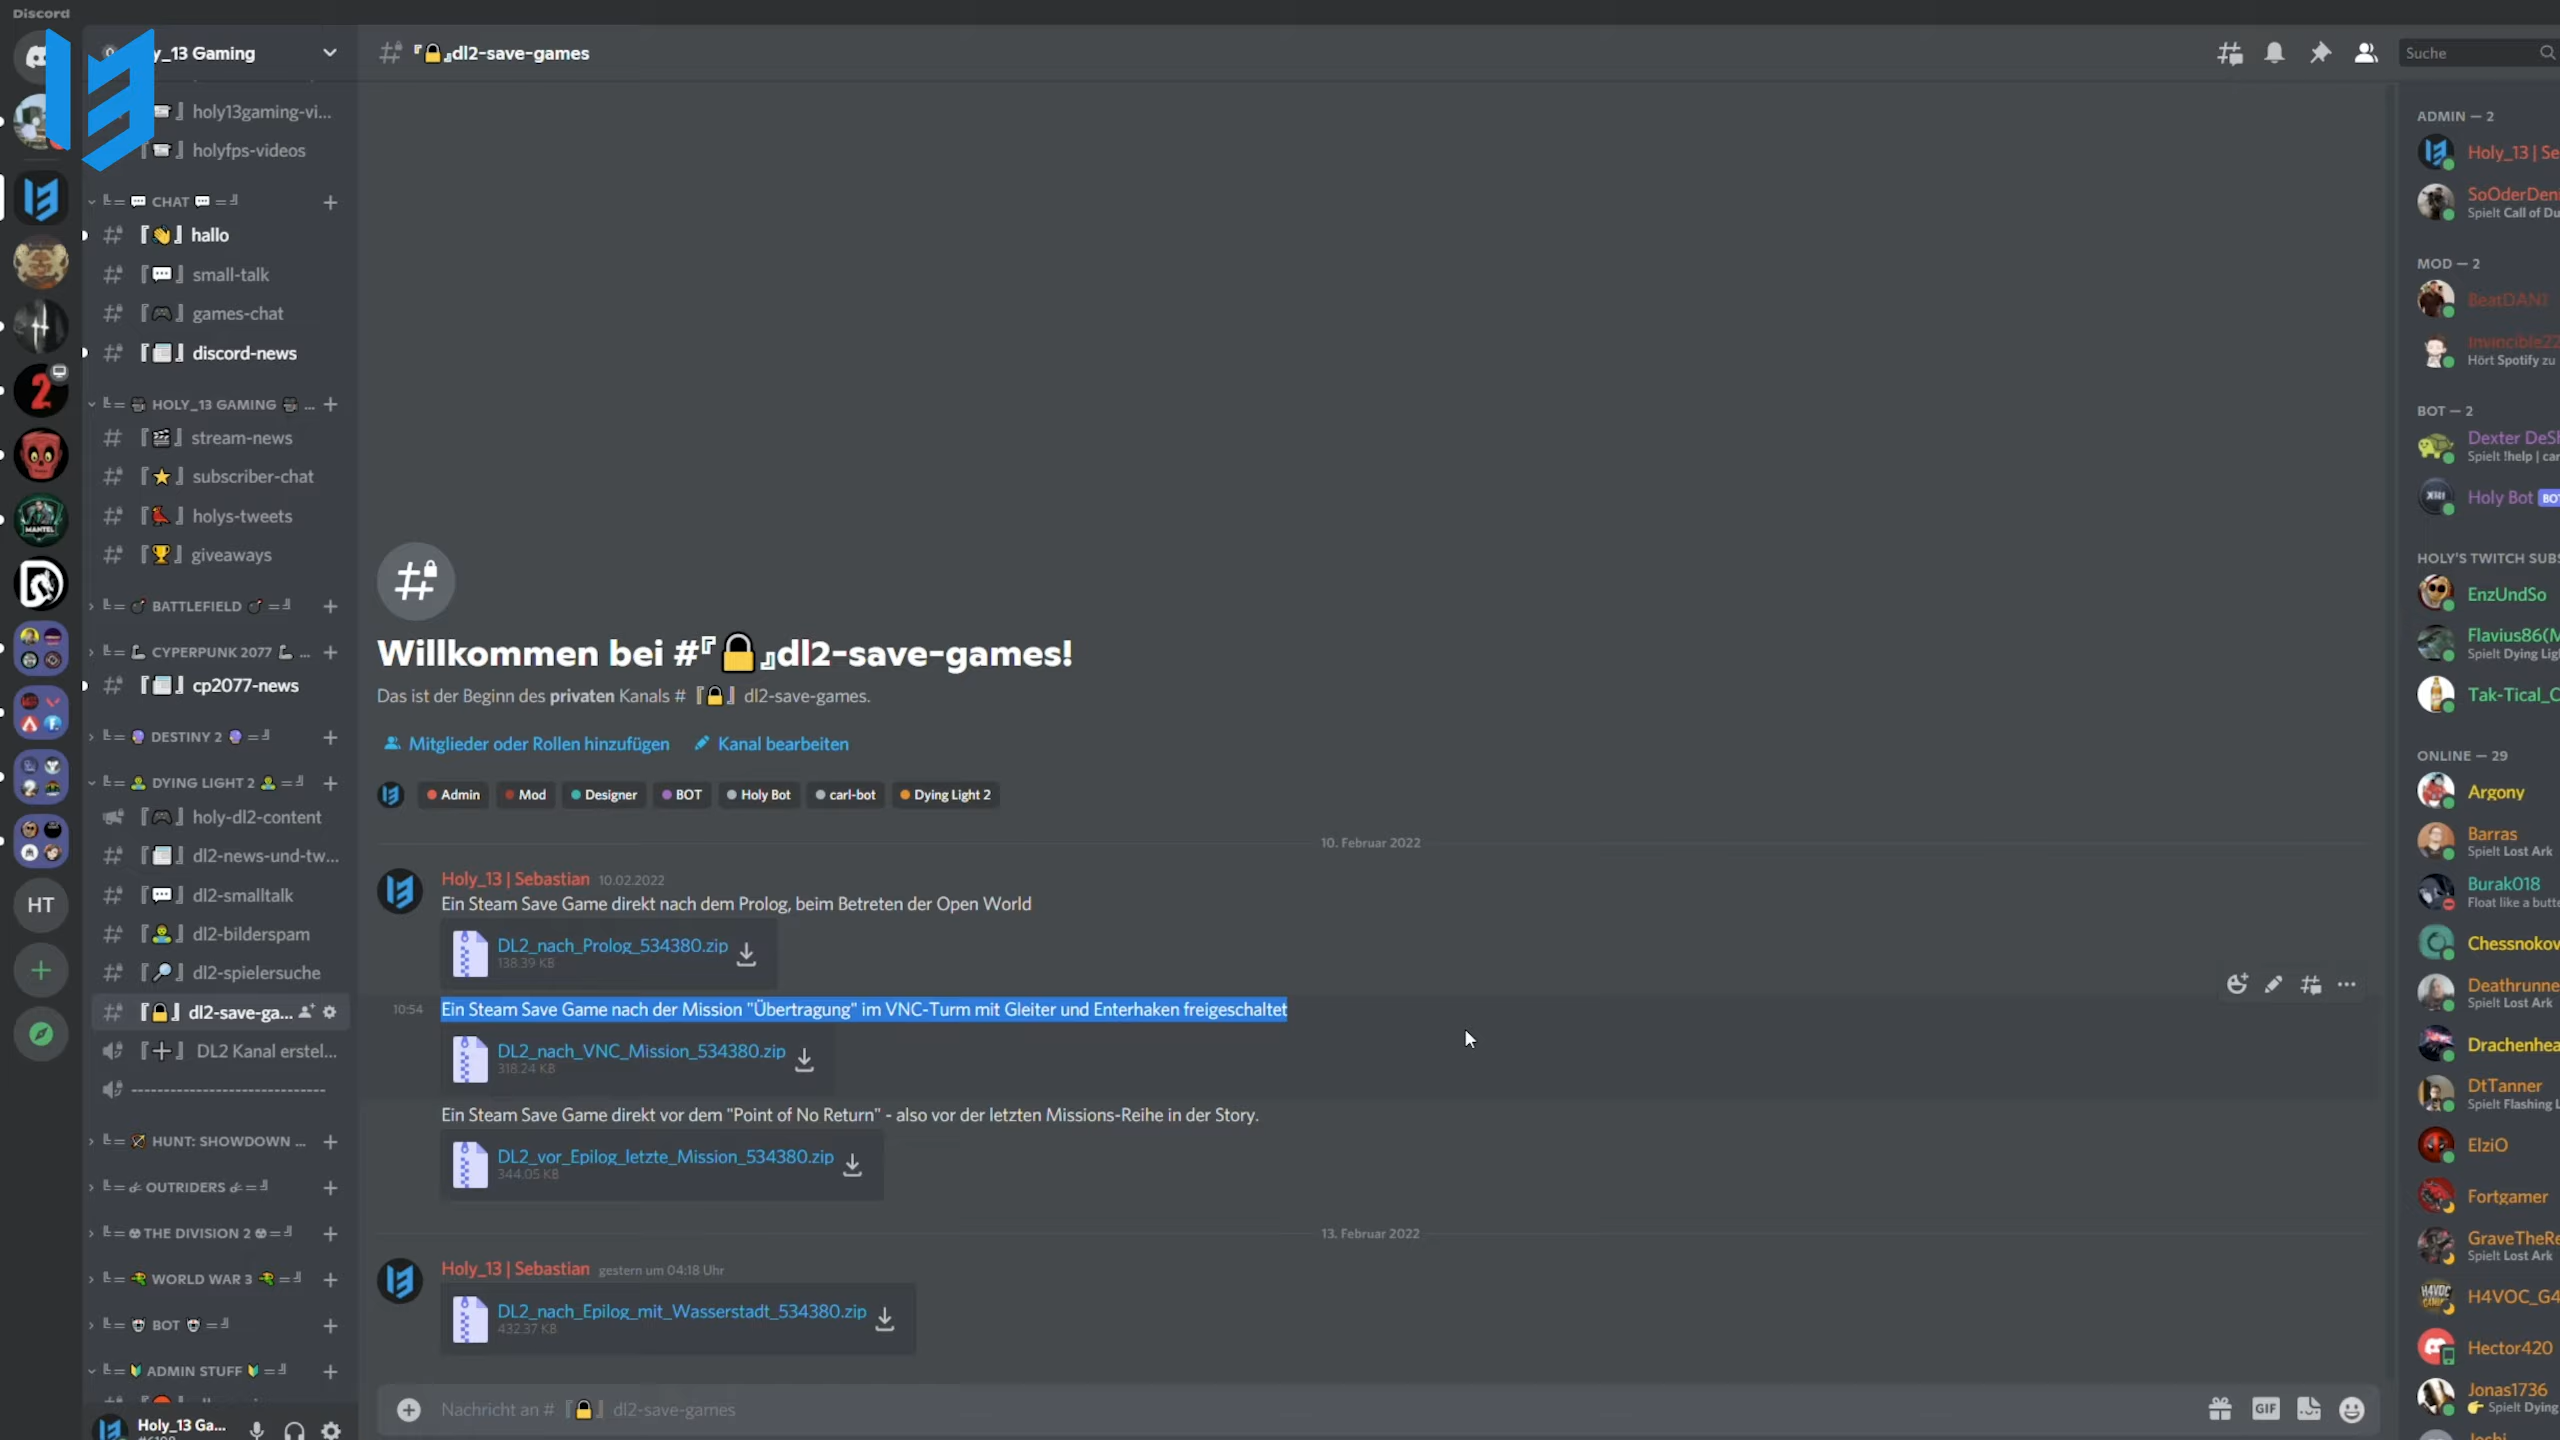 Discord
y_13 Gaming
holy13gaming-vi...
holyfps-videos
CHAT
hallo
small-talk
games-chat
discord-news
HOLY_13 GAMING ...
stream-news
subscriber-chat
holys-tweets
giveaways
BATTLEFIELD
CYPERPUNK 2077 ...
cp2077-news
DESTINY 2
DYING LIGHT 2
holy-dl2-content
dl2-news-und-tw...
dl2-smalltalk
dl2-bilderspam
dl2-spielersuche
dl2-save-ga...
DL2 Kanal erstel...
------------------------------
HUNT: SHOWDOWN ...
OUTRIDERS
THE DIVISION 2
WORLD WAR 3
BOT
ADMIN STUFF
HT
MANTEL
Holy_13 Ga...
#『🔒』dl2-save-games
Willkommen bei #『🔒』dl2-save-games!
Das ist der Beginn des privaten Kanals # 『🔒』 dl2-save-games.
Mitglieder oder Rollen hinzufügen Kanal bearbeiten
Admin Mod Designer BOT Holy Bot carl-bot Dying Light 2
10. Februar 2022
Holy_13 | Sebastian 10.02.2022
Ein Steam Save Game direkt nach dem Prolog, beim Betreten der Open World
DL2_nach_Prolog_534380.zip
138.39 KB
10:54 Ein Steam Save Game nach der Mission "Übertragung" im VNC-Turm mit Gleiter und Enterhaken freigeschaltet
DL2_nach_VNC_Mission_534380.zip
318.24 KB
Ein Steam Save Game direkt vor dem "Point of No Return" - also vor der letzten Missions-Reihe in der Story.
DL2_vor_Epilog_letzte_Mission_534380.zip
344.05 KB
13. Februar 2022
Holy_13 | Sebastian gestern um 04:18 Uhr
DL2_nach_Epilog_mit_Wasserstadt_534380.zip
432.37 KB
Nachricht an # 『🔒』 dl2-save-games
GIF
Suche
ADMIN — 2
Holy_13 | Se
SoOderDen
Spielt Call of Du
MOD — 2
BeatDANI
Invincible22
Hört Spotify zu
BOT — 2
Dexter DeSh
Spielt !help | car
Holy Bot BOT
HOLY'S TWITCH SUBS
EnzUndSo
Flavius86(M
Spielt Dying Lig
Tak-Tical_C
ONLINE — 29
Argony
Barras
Spielt Lost Ark
Burak018
Float like a butte
Chessnokov
Deathrunne
Spielt Lost Ark
Drachenhea
DtTanner
Spielt Flashing L
ElziO
Fortgamer
GraveTheRe
Spielt Lost Ark
H4VOC_G4
Hector420
Jonas1736
Spielt Dying